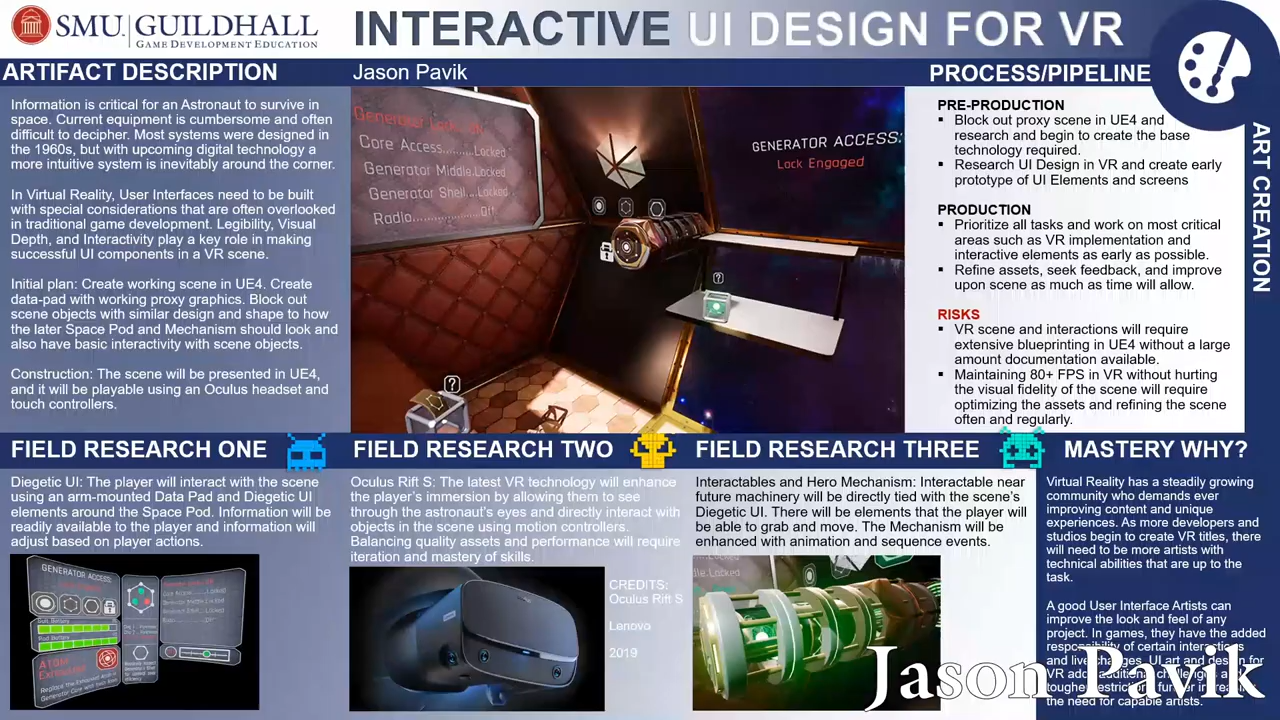 SMU. GUILDHALL
GAME DEVELOPMENT EDUCATION
INTERACTIVE UI DESIGN FOR VR
ARTIFACT DESCRIPTION
Jason Pavik
PROCESS/PIPELINE
ART CREATION
Information is critical for an Astronaut to survive in
space. Current equipment is cumbersome and often
difficult to decipher. Most systems were designed in
the 1960s, but with upcoming digital technology a
more intuitive system is inevitably around the corner.
In Virtual Reality, User Interfaces need to be built
with special considerations that are often overlooked
in traditional game development. Legibility, Visual
Depth, and Interactivity play a key role in making
successful UI components in a VR scene.
Initial plan: Create working scene in UE4. Create
data-pad with working proxy graphics. Block out
scene objects with similar design and shape to how
the later Space Pod and Mechanism should look and
also have basic interactivity with scene objects.
Construction: The scene will be presented in UE4,
and it will be playable using an Oculus headset and
touch controllers.
Core Access.........Locked
Generator Middle.Locked
Generator Shell...Locked
Radio...............Off
GENERATOR ACCESS:
Lock Engaged
?
?
PRE-PRODUCTION
▪ Block out proxy scene in UE4 and
research and begin to create the base
technology required.
▪ Research UI Design in VR and create early
prototype of UI Elements and screens
PRODUCTION
▪ Prioritize all tasks and work on most critical
areas such as VR implementation and
interactive elements as early as possible.
▪ Refine assets, seek feedback, and improve
upon scene as much as time will allow.
RISKS
▪ VR scene and interactions will require
extensive blueprinting in UE4 without a large
amount documentation available.
▪ Maintaining 80+ FPS in VR without hurting
the visual fidelity of the scene will require
optimizing the assets and refining the scene
often and regularly.
FIELD RESEARCH ONE
Diegetic UI: The player will interact with the scene
using an arm-mounted Data Pad and Diegetic UI
elements around the Space Pod. Information will be
readily available to the player and information will
adjust based on player actions.
GENERATOR ACCESS:
Suit Battery
Pod Battery
FIELD RESEARCH TWO
Oculus Rift S: The latest VR technology will enhance
the player's immersion by allowing them to see
through the astronaut's eyes and directly interact with
objects in the scene using motion controllers.
Balancing quality assets and performance will require
iteration and mastery of skills.
CREDITS:
Oculus Rift S
Lenovo
2019
FIELD RESEARCH THREE
Interactables and Hero Mechanism: Interactable near
future machinery will be directly tied with the scene's
Diegetic UI. There will be elements that the player will
be able to grab and move. The Mechanism will be
enhanced with animation and sequence events.
MASTERY WHY?
Virtual Reality has a steadily growing
community who demands ever
improving content and unique
experiences. As more developers and
studios begin to create VR titles, there
will need to be more artists with
technical abilities that are up to the
task.
A good User Interface Artists can
improve the look and feel of any
project. In games, they have the added
responsibility of certain interactions
and live changes. UI art and design for
VR add additional challenges and
tougher restrictions further
the need for capable artists.
Jason Pavik